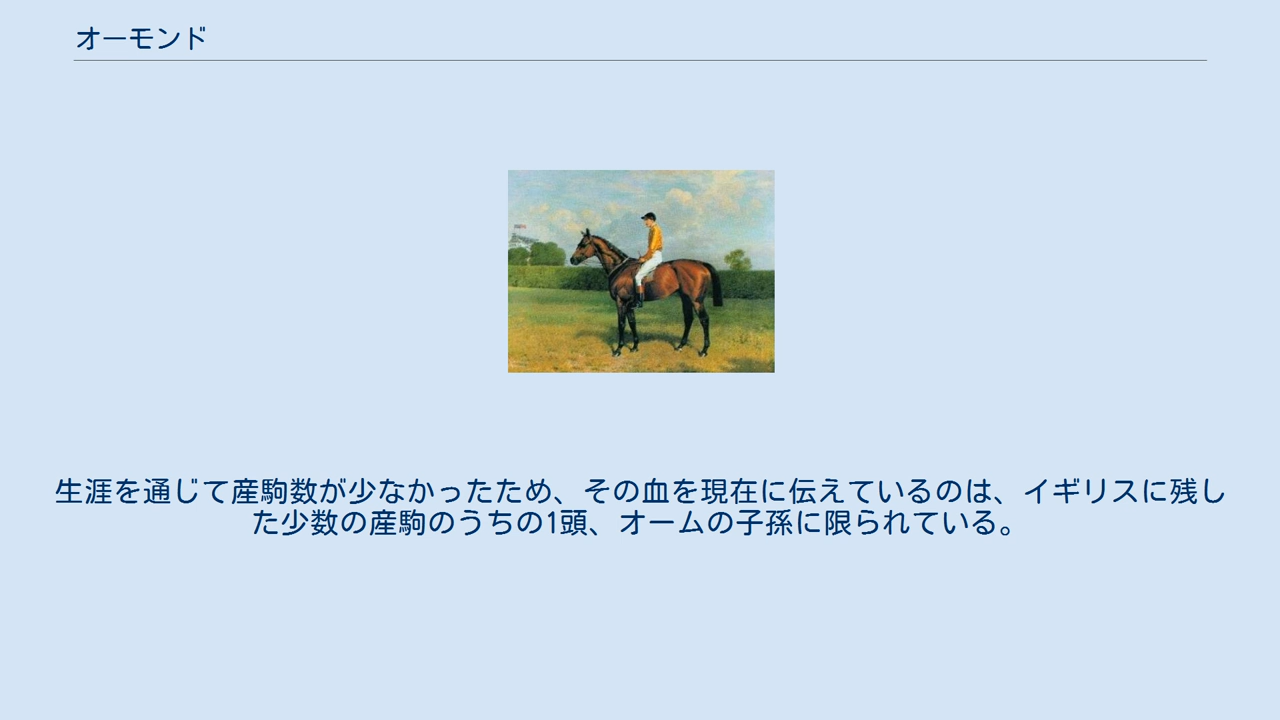 オーモンド
生涯を通じて産駒数が少なかったため、その血を現在に伝えているのは、イギリスに残し
た少数の産駒のうちの1頭、オームの子孫に限られている。